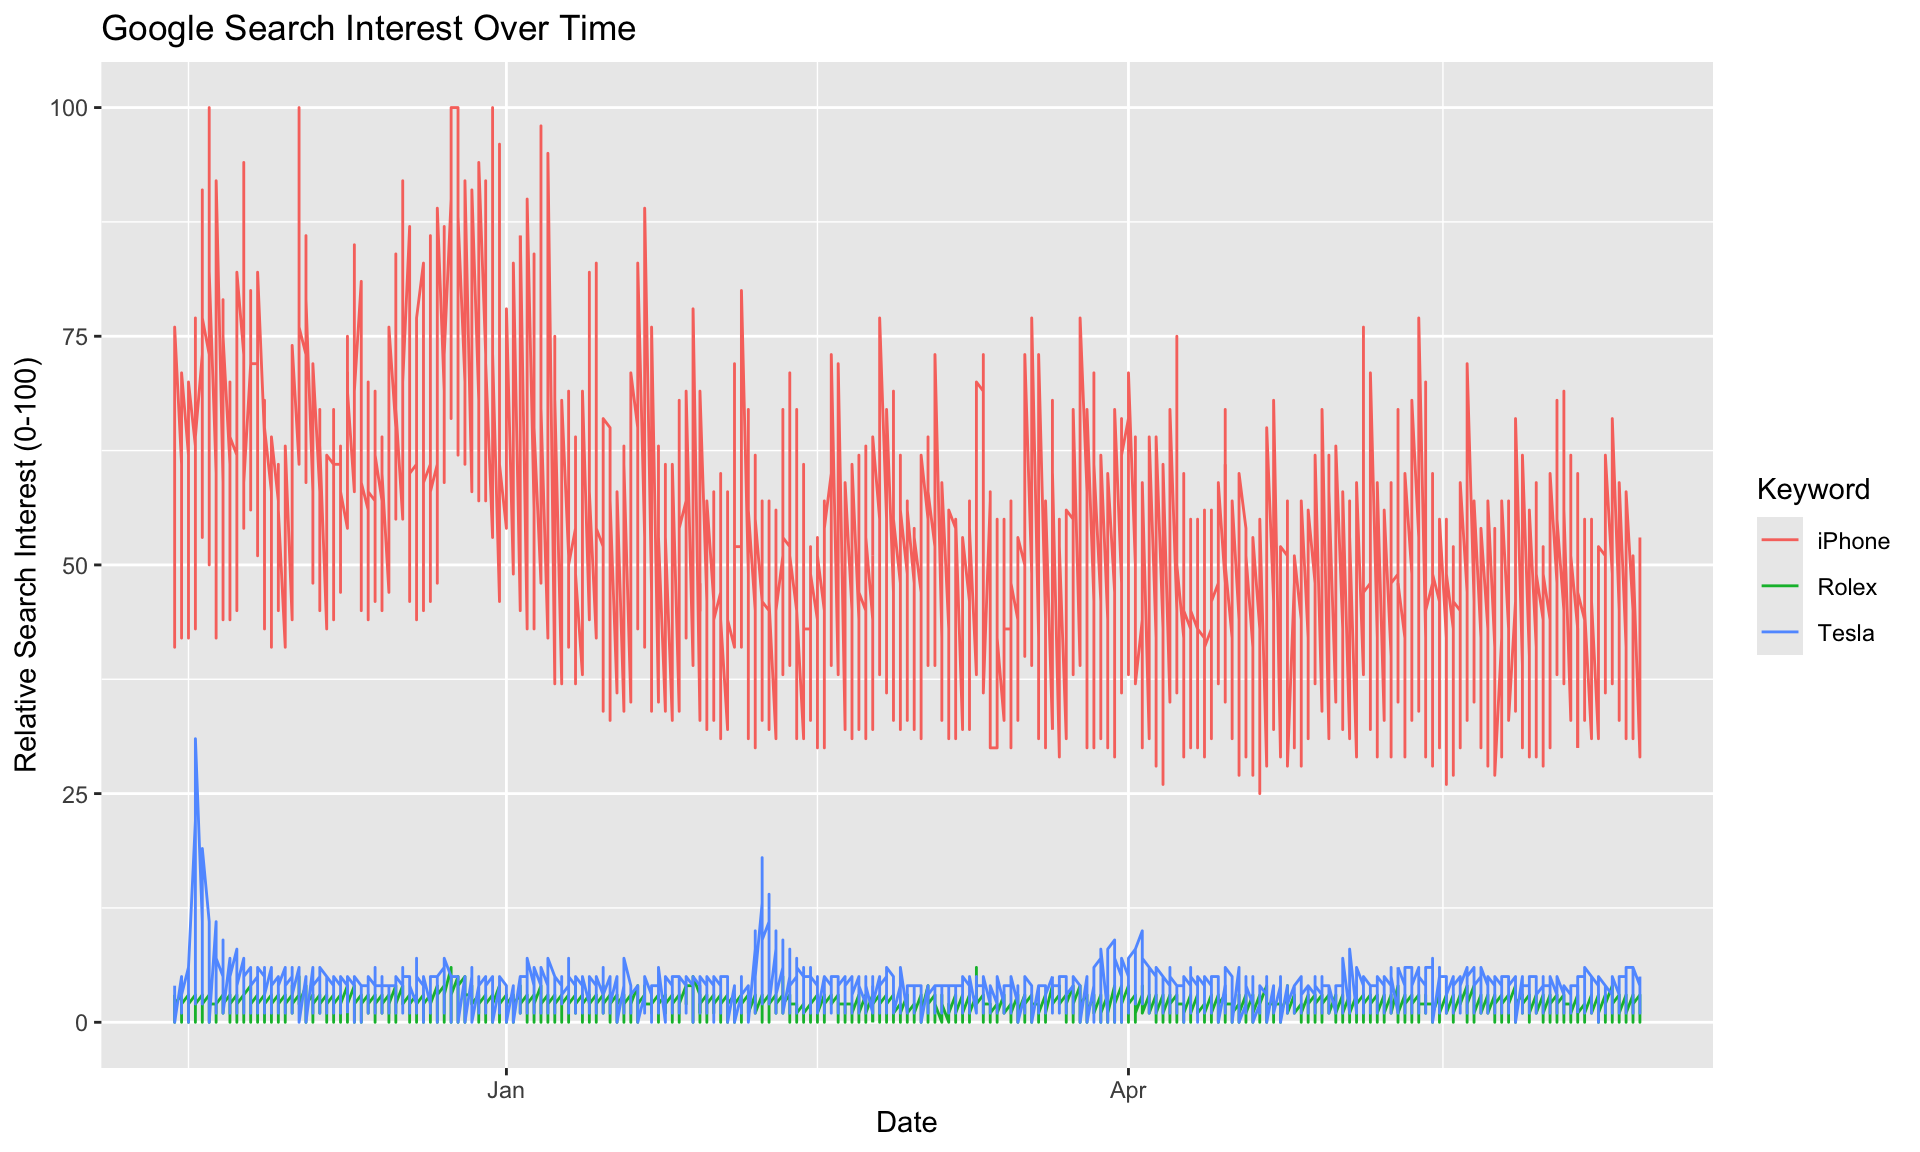 Google Search Interest Over Time
Relative Search Interest (0-100)
100
75
50
25
0
Jan
Apr
Date
Keyword
iPhone
Rolex
Tesla